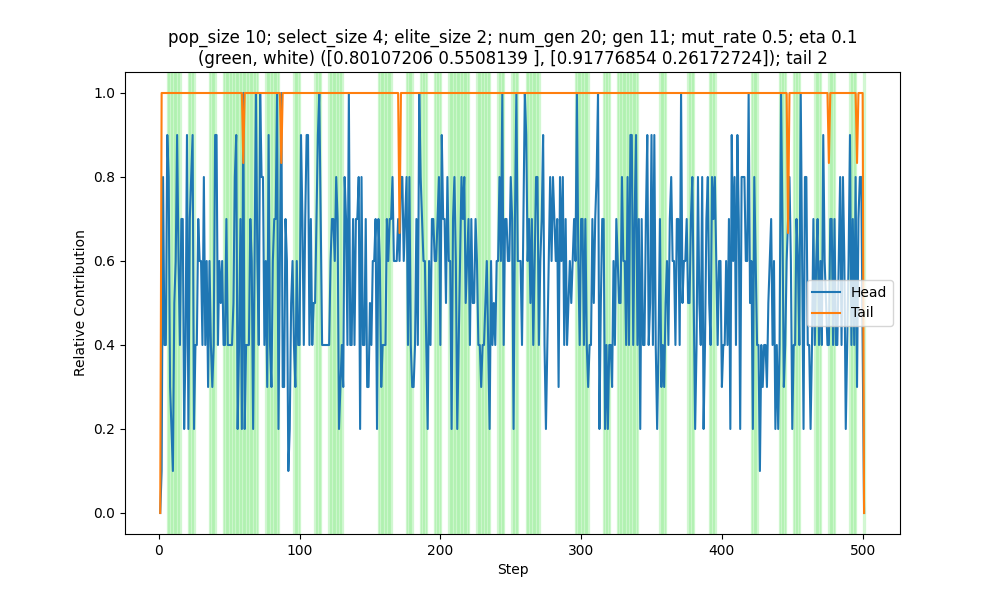 pop_size 10; select_size 4; elite_size 2; num_gen 20; gen 11; mut_rate 0.5; eta 0.1
(green, white) ([0.80107206 0.5508139 ], [0.91776854 0.26172724]); tail 2
1.0
0.8
0.6
0.4
0.2
0.0
Relative Contribution
Head
Tail
0
100
200
300
400
500
Step